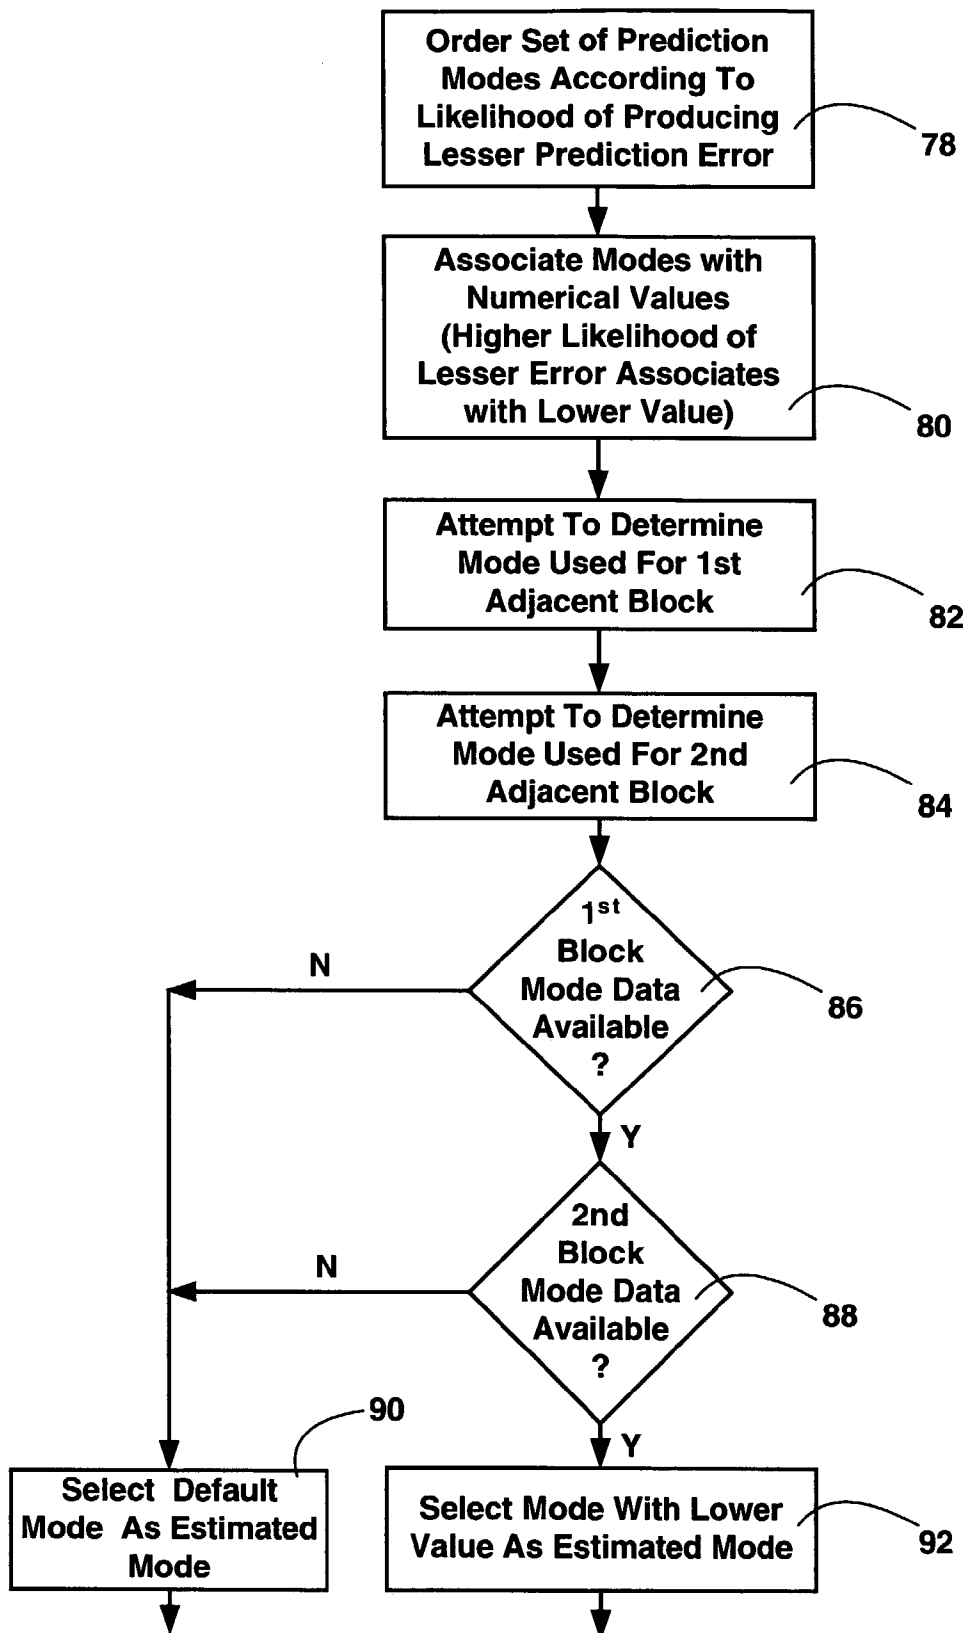 Order Set of Prediction
Modes According To
Likelihood of Producing
Lesser Prediction Error
78
Associate Modes with
Numerical Values
(Higher Likelihood of
Lesser Error Associates
with Lower Value)
80
Attempt To Determine
Mode Used For 1st
Adjacent Block
82
Attempt To Determine
Mode Used For 2nd
Adjacent Block
84
1st
Block
Mode Data
Available
?
86
N
Y
2nd
Block
Mode Data
Available
?
88
N
Y
90
Select Default
Mode As Estimated
Mode
Select Mode With Lower
Value As Estimated Mode
92